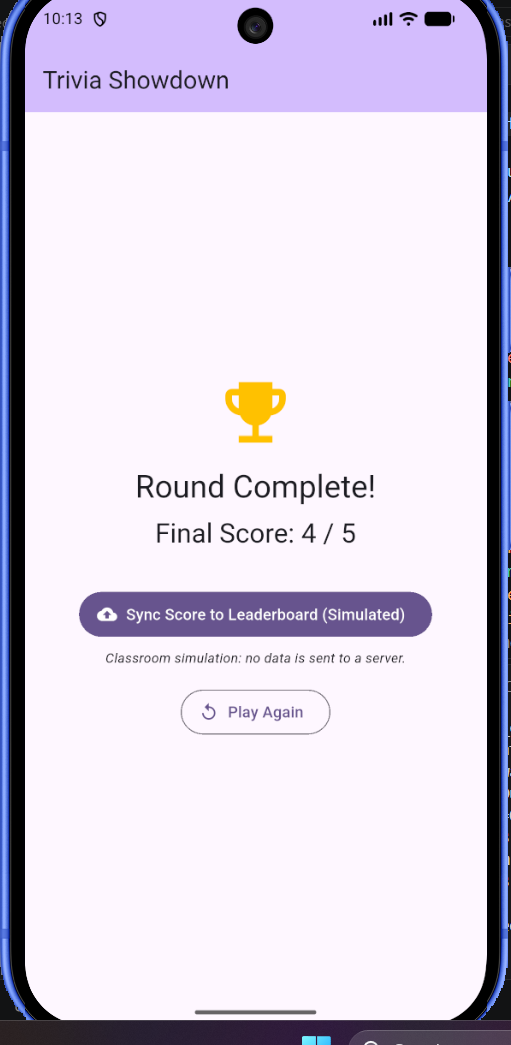 10:13
Trivia Showdown
Round Complete!
Final Score: 4 / 5
Sync Score to Leaderboard (Simulated)
Classroom simulation: no data is sent to a server.
Play Again